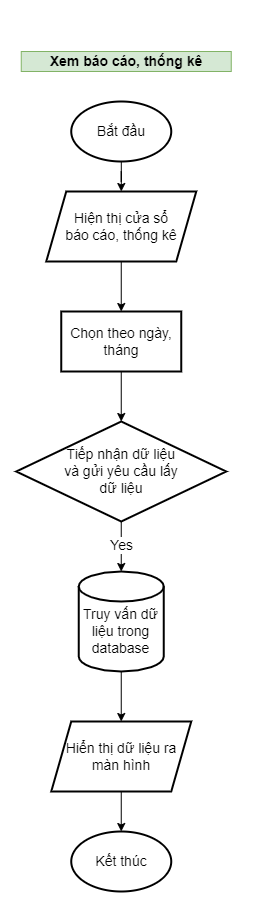 Xem báo cáo, thống kê
Bắt đầu
Hiện thị cửa sổ
báo cáo, thống kê
Chọn theo ngày,
tháng
Tiếp nhận dữ liệu
và gửi yêu cầu lấy
dữ liệu
Yes
Truy vấn dữ
liệu trong
database
Hiển thị dữ liệu ra
màn hình
Kết thúc